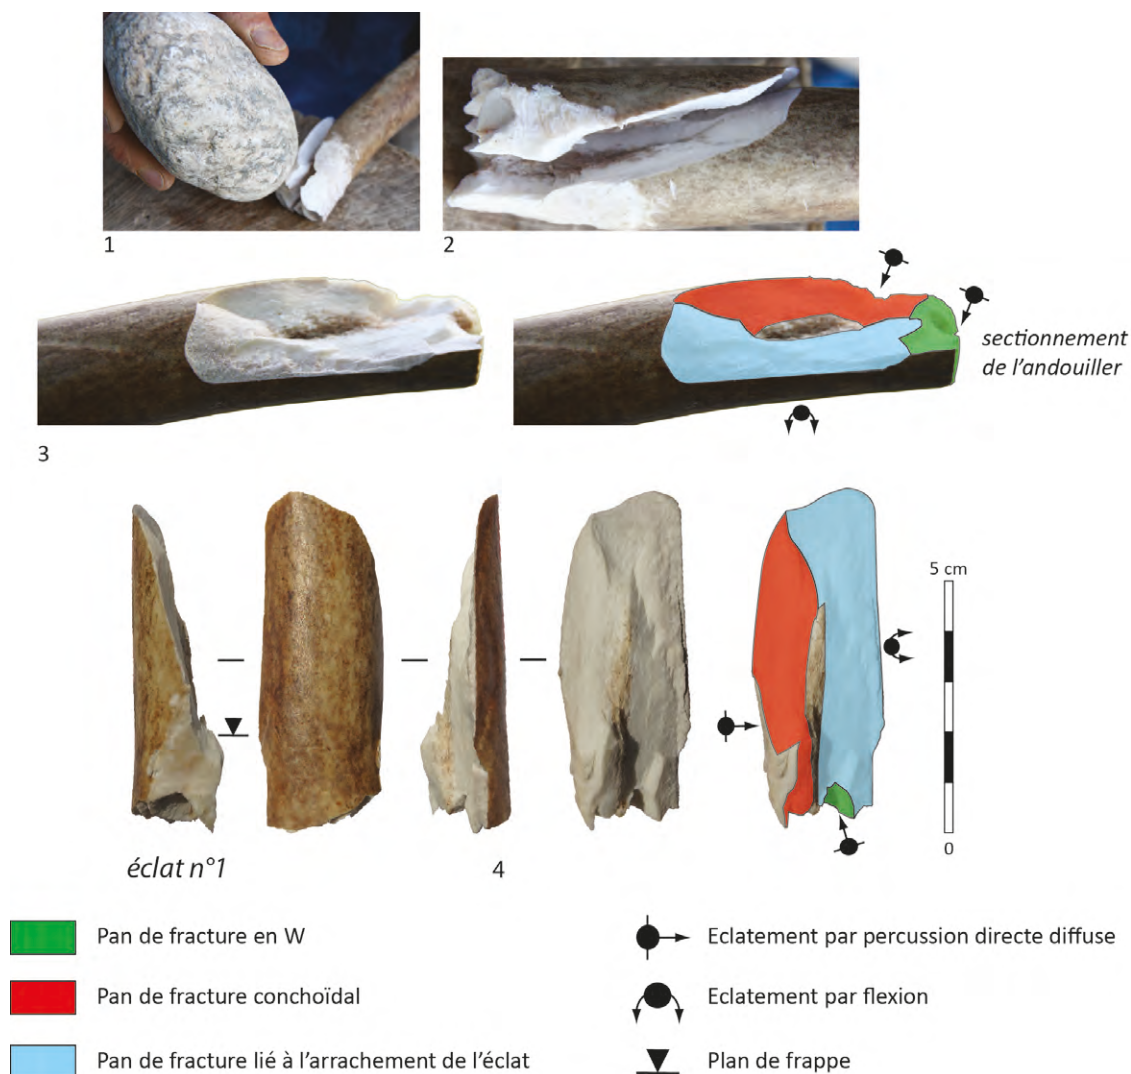 1
2
sectionnement
de l'andouiller
3
5 cm
0
éclat n°1
4
Pan de fracture en W
Eclatement par percussion directe diffuse
Pan de fracture conchoïdal
Eclatement par flexion
Pan de fracture lié à l'arrachement de l'éclat
Plan de frappe